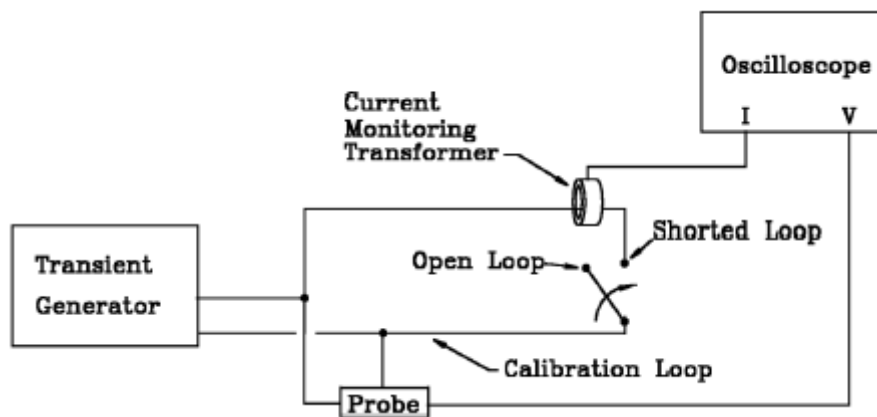 Oscilloscope
I
V
Current
Monitoring
Transformer
Shorted Loop
Open Loop
Transient
Generator
Calibration Loop
Probe